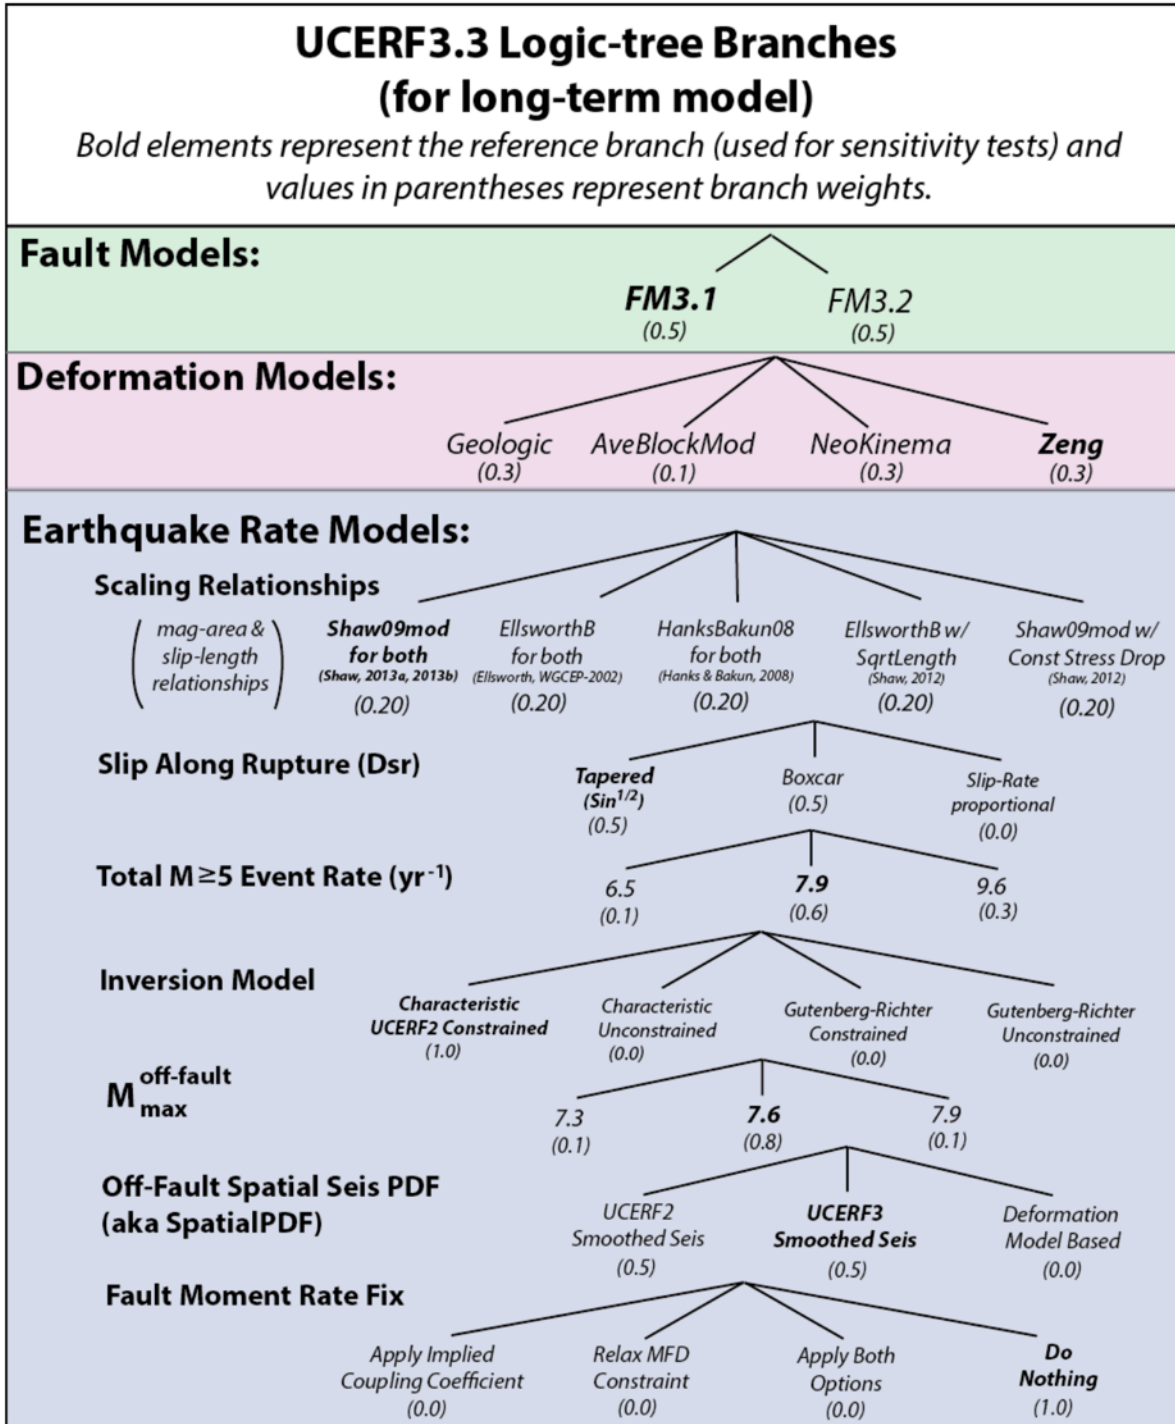 UCERF3.3 Logic-tree Branches
(for long-term model)
Bold elements represent the reference branch (used for sensitivity tests) and
values in parentheses represent branch weights.
Fault Models:
FM3.1 FM3.2
(0.5) (0.5)
Deformation Models:
Geologic AveBlockMod NeoKinema Zeng
(0.3) (0.1) (0.3) (0.3)
Earthquake Rate Models:
Scaling Relationships
(mag-area &
slip-length
relationships)
Shaw09mod
for both
(Shaw, 2013a, 2013b)
(0.20)
EllsworthB
for both
(Ellsworth, WGCEP-2002)
(0.20)
HanksBakun08
for both
(Hanks & Bakun, 2008)
(0.20)
EllsworthB w/
SqrtLength
(Shaw, 2012)
(0.20)
Shaw09mod w/
Const Stress Drop
(Shaw, 2012)
(0.20)
Slip Along Rupture (Dsr)
Tapered
(Sin^1/2)
(0.5)
Boxcar
(0.5)
Slip-Rate
proportional
(0.0)
Total M≥5 Event Rate (yr^-1)
6.5 7.9 9.6
(0.1) (0.6) (0.3)
Inversion Model
Characteristic
UCERF2 Constrained
(1.0)
Characteristic
Unconstrained
(0.0)
Gutenberg-Richter
Constrained
(0.0)
Gutenberg-Richter
Unconstrained
(0.0)
M off-fault
max
7.3 7.6 7.9
(0.1) (0.8) (0.1)
Off-Fault Spatial Seis PDF
(aka SpatialPDF)
UCERF2
Smoothed Seis
(0.5)
UCERF3
Smoothed Seis
(0.5)
Deformation
Model Based
(0.0)
Fault Moment Rate Fix
Apply Implied
Coupling Coefficient
(0.0)
Relax MFD
Constraint
(0.0)
Apply Both
Options
(0.0)
Do
Nothing
(1.0)